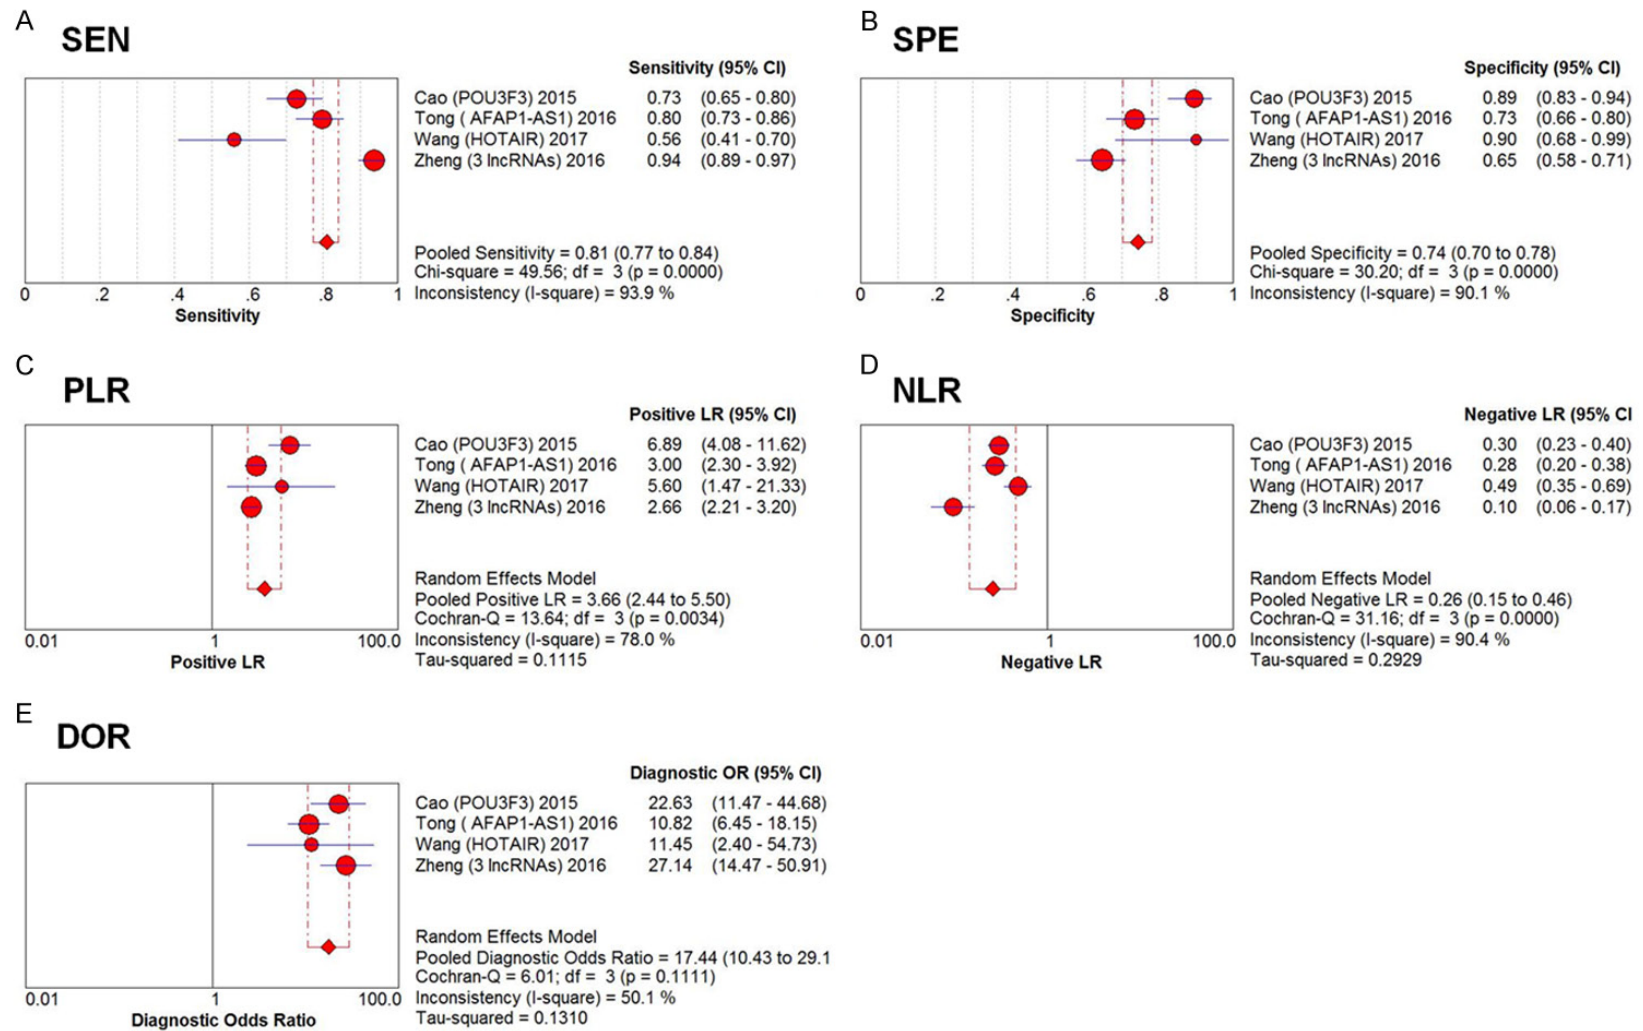 A
SEN
Sensitivity (95% CI)
Cao (POU3F3) 2015 0.73 (0.65 - 0.80)
Tong ( AFAP1-AS1) 2016 0.80 (0.73 - 0.86)
Wang (HOTAIR) 2017 0.56 (0.41 - 0.70)
Zheng (3 lncRNAs) 2016 0.94 (0.89 - 0.97)
Pooled Sensitivity = 0.81 (0.77 to 0.84)
Chi-square = 49.56; df = 3 (p = 0.0000)
Inconsistency (I-square) = 93.9 %
0 .2 .4 .6 .8 1
Sensitivity
B
SPE
Specificity (95% CI)
Cao (POU3F3) 2015 0.89 (0.83 - 0.94)
Tong ( AFAP1-AS1) 2016 0.73 (0.66 - 0.80)
Wang (HOTAIR) 2017 0.90 (0.68 - 0.99)
Zheng (3 lncRNAs) 2016 0.65 (0.58 - 0.71)
Pooled Specificity = 0.74 (0.70 to 0.78)
Chi-square = 30.20; df = 3 (p = 0.0000)
Inconsistency (I-square) = 90.1 %
0 .2 .4 .6 .8 1
Specificity
C
PLR
Positive LR (95% CI)
Cao (POU3F3) 2015 6.89 (4.08 - 11.62)
Tong ( AFAP1-AS1) 2016 3.00 (2.30 - 3.92)
Wang (HOTAIR) 2017 5.60 (1.47 - 21.33)
Zheng (3 lncRNAs) 2016 2.66 (2.21 - 3.20)
Random Effects Model
Pooled Positive LR = 3.66 (2.44 to 5.50)
Cochran-Q = 13.64; df = 3 (p = 0.0034)
Inconsistency (I-square) = 78.0 %
Tau-squared = 0.1115
0.01 1 100.0
Positive LR
D
NLR
Negative LR (95% CI
Cao (POU3F3) 2015 0.30 (0.23 - 0.40)
Tong ( AFAP1-AS1) 2016 0.28 (0.20 - 0.38)
Wang (HOTAIR) 2017 0.49 (0.35 - 0.69)
Zheng (3 lncRNAs) 2016 0.10 (0.06 - 0.17)
Random Effects Model
Pooled Negative LR = 0.26 (0.15 to 0.46)
Cochran-Q = 31.16; df = 3 (p = 0.0000)
Inconsistency (I-square) = 90.4 %
Tau-squared = 0.2929
0.01 1 100.0
Negative LR
E
DOR
Diagnostic OR (95% CI)
Cao (POU3F3) 2015 22.63 (11.47 - 44.68)
Tong ( AFAP1-AS1) 2016 10.82 (6.45 - 18.15)
Wang (HOTAIR) 2017 11.45 (2.40 - 54.73)
Zheng (3 lncRNAs) 2016 27.14 (14.47 - 50.91)
Random Effects Model
Pooled Diagnostic Odds Ratio = 17.44 (10.43 to 29.1
Cochran-Q = 6.01; df = 3 (p = 0.1111)
Inconsistency (I-square) = 50.1 %
Tau-squared = 0.1310
0.01 1 100.0
Diagnostic Odds Ratio